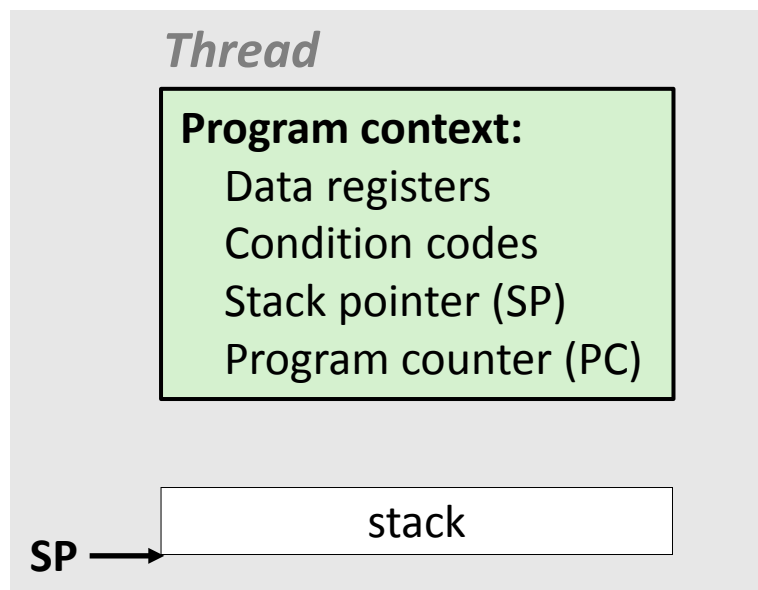 Thread
Program context:
Data registers
Condition codes
Stack pointer (SP)
Program counter (PC)
stack
SP